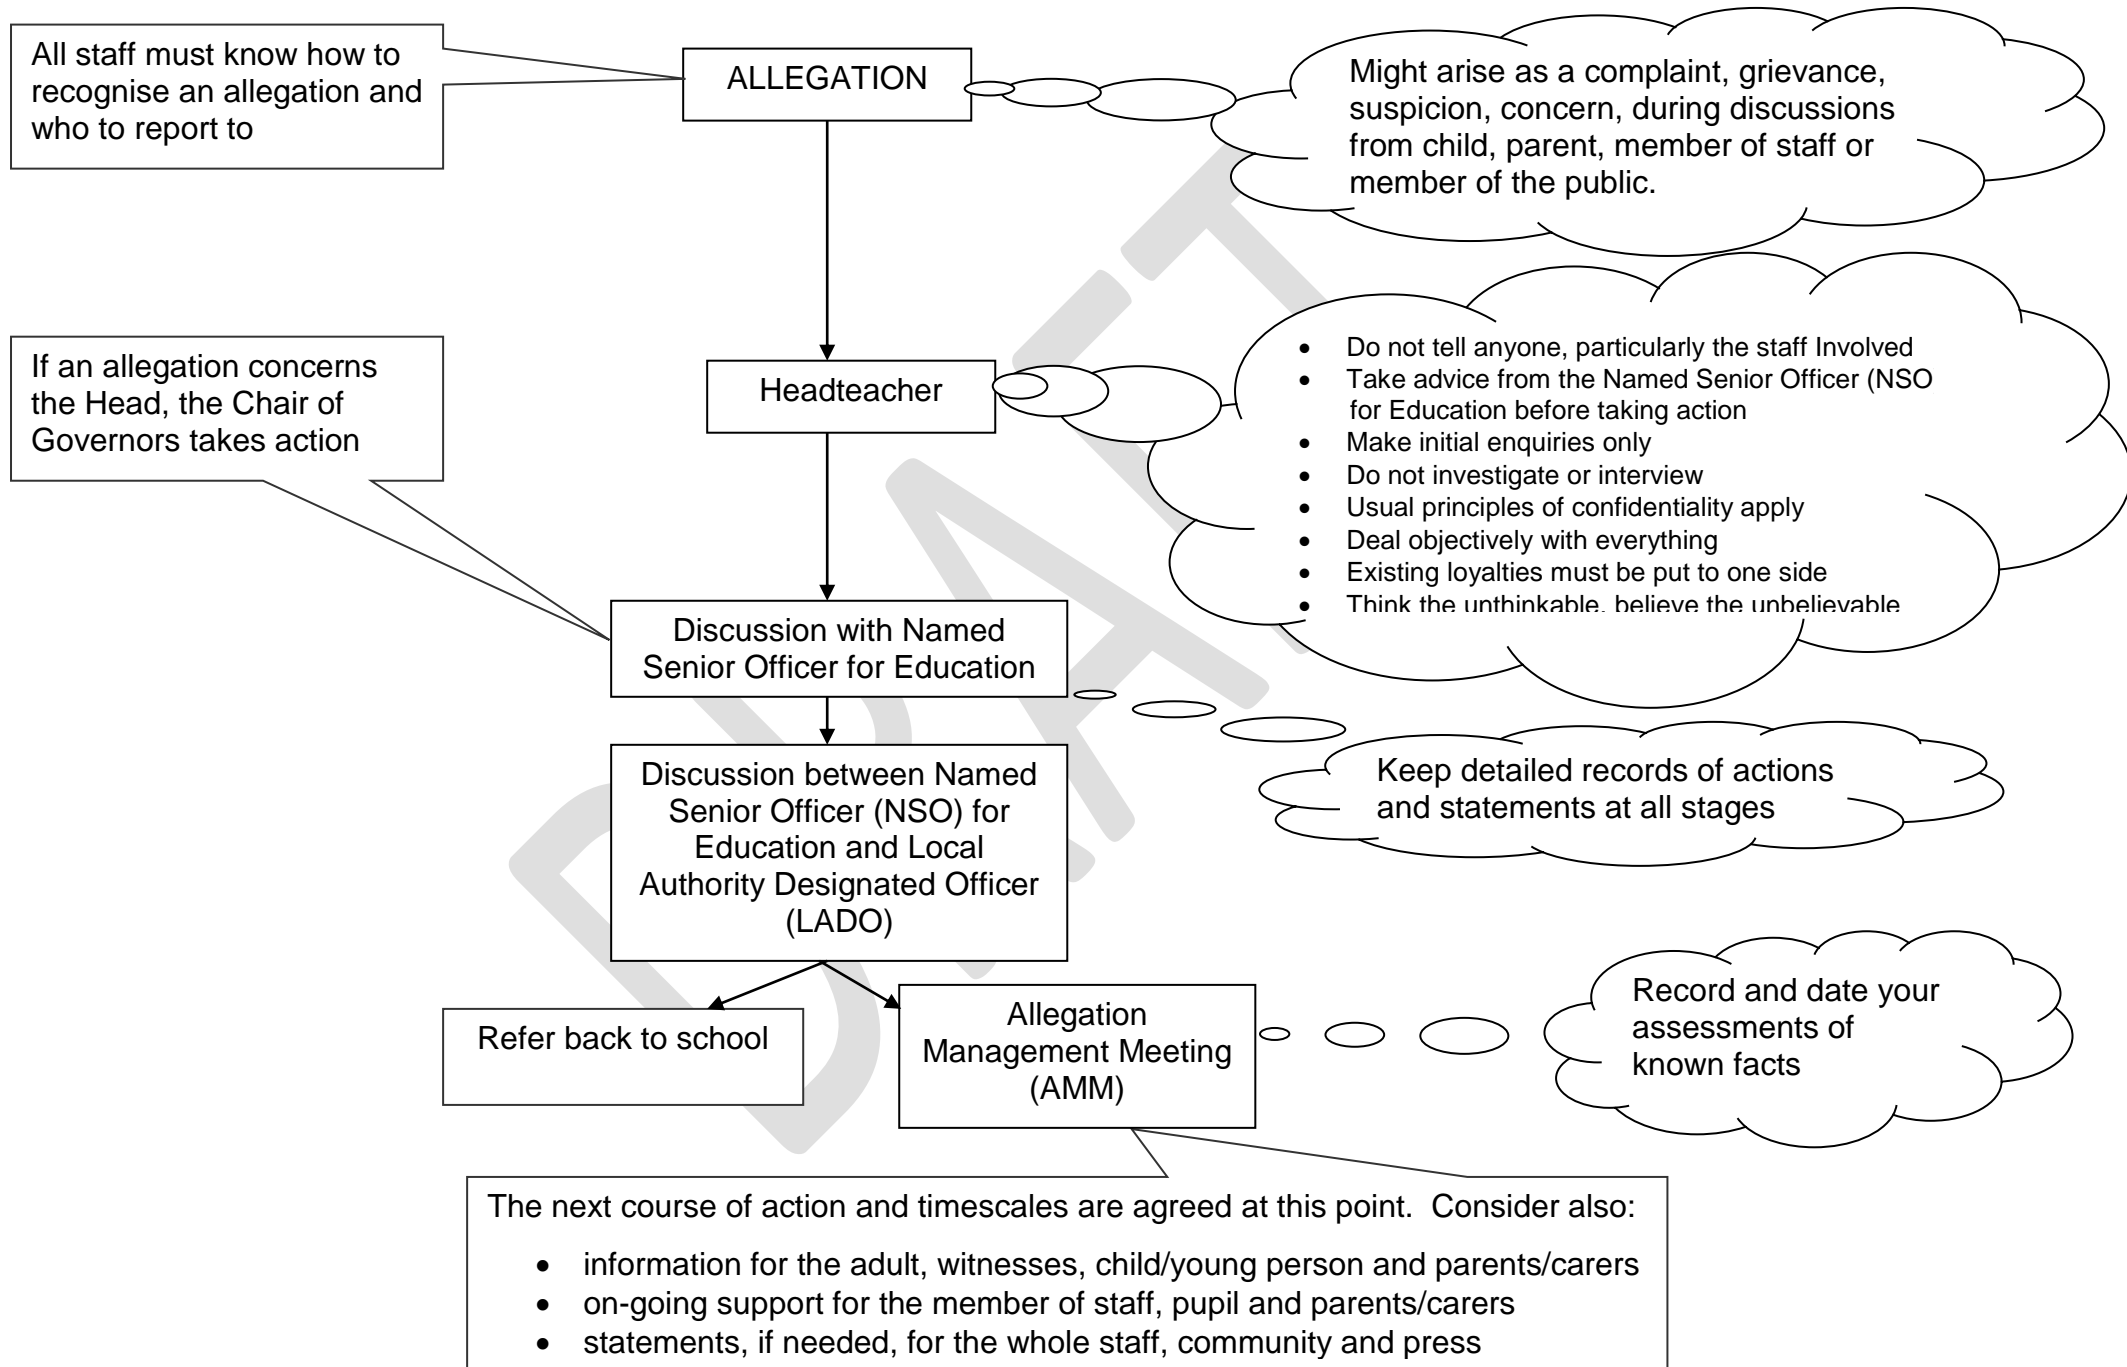 All staff must know how to
recognise an allegation and
who to report to
ALLEGATION
Might arise as a complaint, grievance,
suspicion, concern, during discussions
from child, parent, member of staff or
member of the public.
If an allegation concerns
the Head, the Chair of
Governors takes action
Headteacher
• Do not tell anyone, particularly the staff Involved
• Take advice from the Named Senior Officer (NSO
for Education before taking action
• Make initial enquiries only
• Do not investigate or interview
• Usual principles of confidentiality apply
• Deal objectively with everything
• Existing loyalties must be put to one side
• Think the unthinkable, believe the unbelievable
Discussion with Named
Senior Officer for Education
Keep detailed records of actions
and statements at all stages
Discussion between Named
Senior Officer (NSO) for
Education and Local
Authority Designated Officer
(LADO)
Refer back to school
Allegation
Management Meeting
(AMM)
Record and date your
assessments of
known facts
The next course of action and timescales are agreed at this point.  Consider also:
• information for the adult, witnesses, child/young person and parents/carers
• on-going support for the member of staff, pupil and parents/carers
• statements, if needed, for the whole staff, community and press
DRAFT